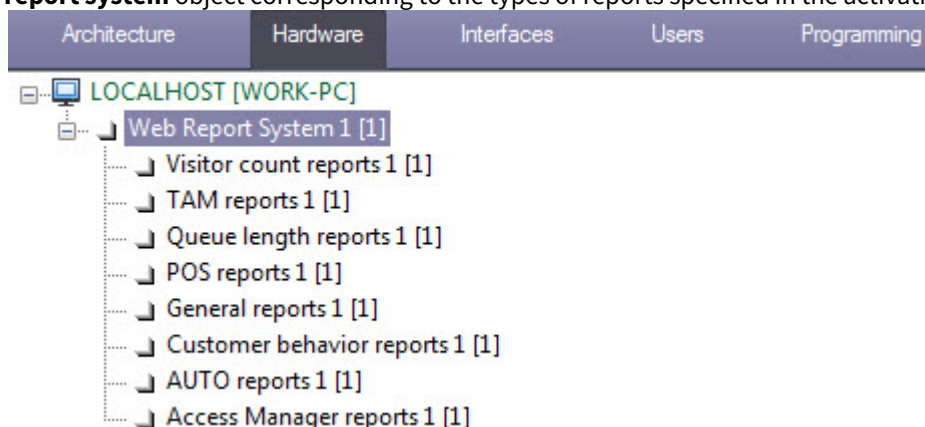 report system object corresponding to the types of reports specified in the activati
Architecture Hardware Interfaces Users Programming
LOCALHOST [WORK-PC]
Web Report System 1 [1]
Visitor count reports 1 [1]
TAM reports 1 [1]
Queue length reports 1 [1]
POS reports 1 [1]
General reports 1 [1]
Customer behavior reports 1 [1]
AUTO reports 1 [1]
Access Manager reports 1 [1]